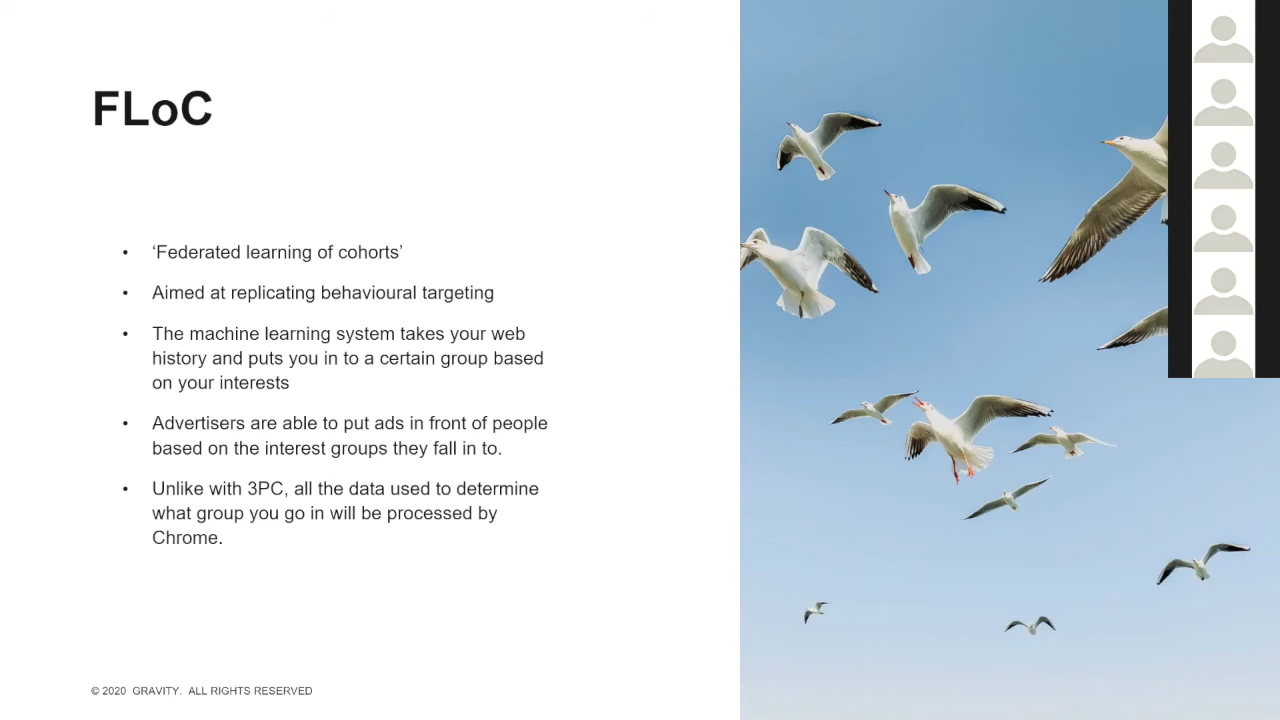 FLoC
• ‘Federated learning of cohorts’
• Aimed at replicating behavioural targeting
• The machine learning system takes your web
history and puts you in to a certain group based
on your interests
• Advertisers are able to put ads in front of people
based on the interest groups they fall in to.
• Unlike with 3PC, all the data used to determine
what group you go in will be processed by
Chrome.
© 2020 GRAVITY. ALL RIGHTS RESERVED